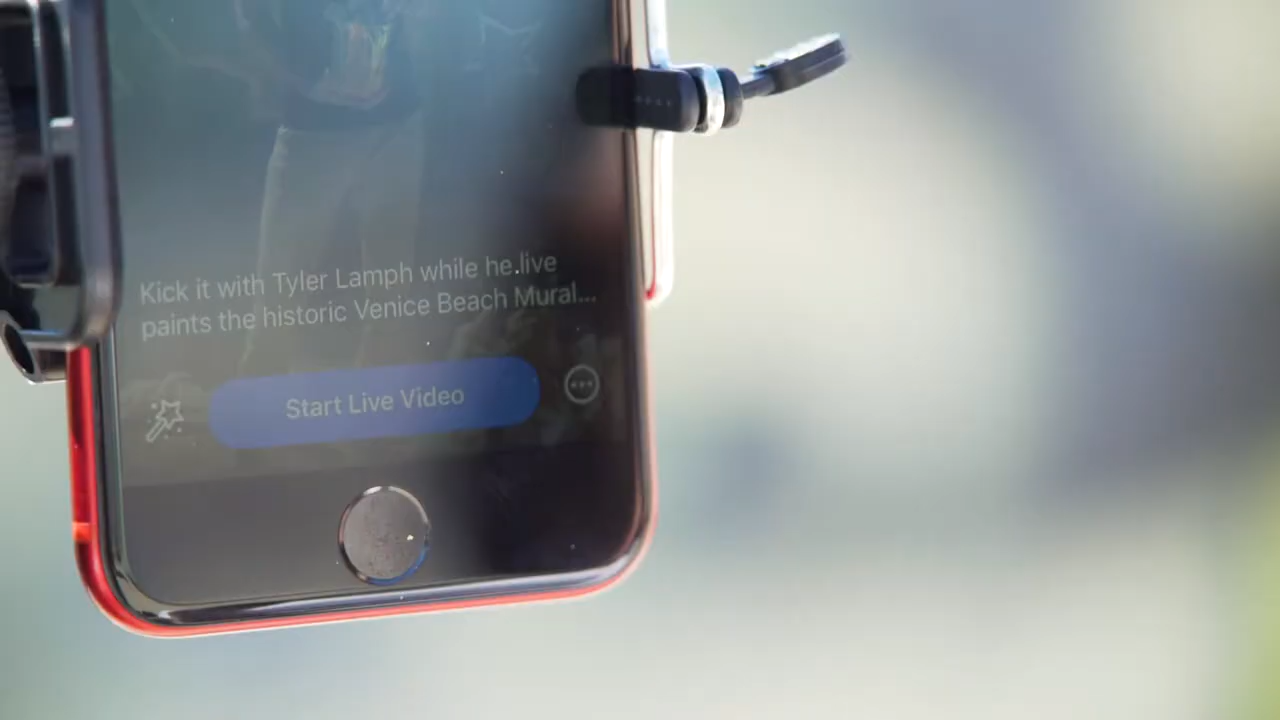 Kick it with Tyler Lamph while he.live
paints the historic Venice Beach Mural...
Start Live Video